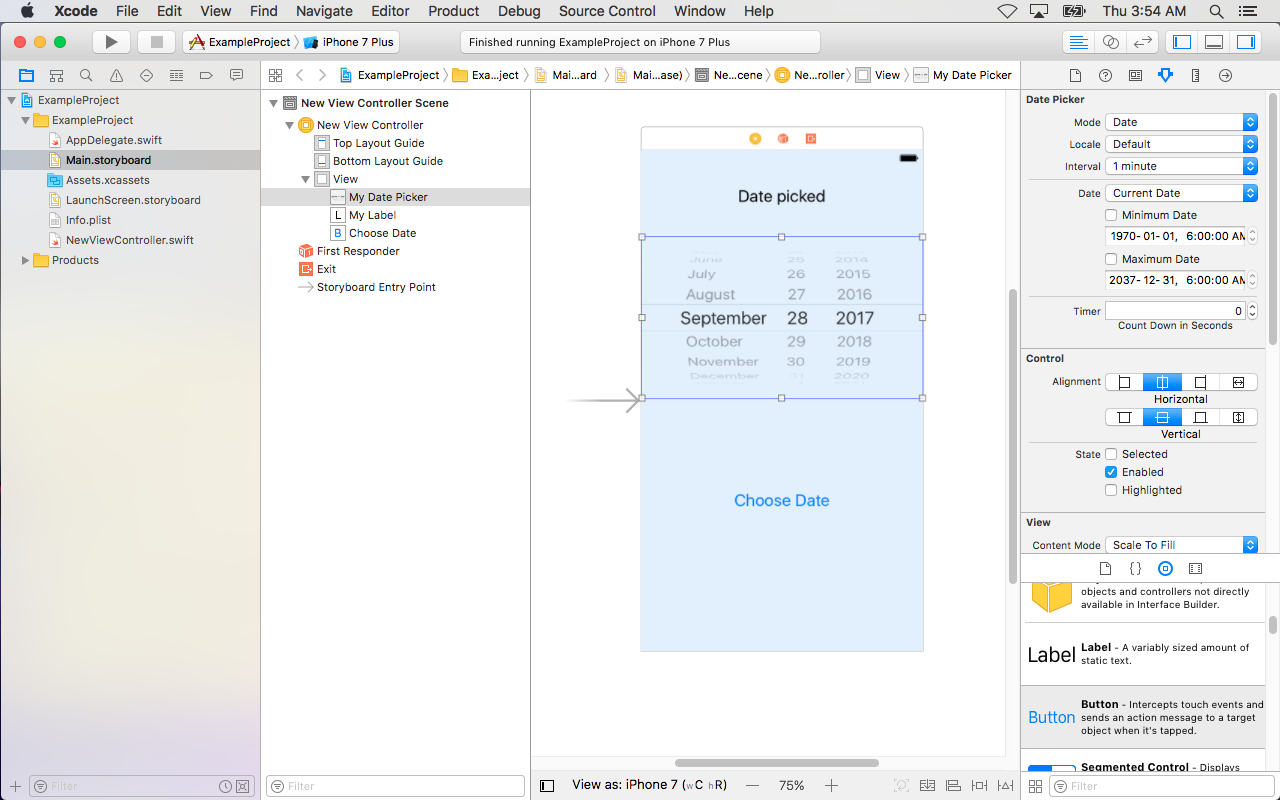 Xcode File Edit View Find Navigate Editor Product Debug Source Control Window Help Thu 3:54 AM
ExampleProject iPhone 7 Plus
Finished running ExampleProject on iPhone 7 Plus
ExampleProject Exa...ject Mai...ard Mai...ase) Ne...cene Ne...roller View My Date Picker
ExampleProject
ExampleProject
AppDelegate.swift
Main.storyboard
Assets.xcassets
LaunchScreen.storyboard
Info.plist
NewViewController.swift
Products
Filter
New View Controller Scene
New View Controller
Top Layout Guide
Bottom Layout Guide
View
My Date Picker
L My Label
B Choose Date
First Responder
Exit
Storyboard Entry Point
Filter
Date picked
June 25 2014
July 26 2015
August 27 2016
September 28 2017
October 29 2018
November 30 2019
December 31 2020
Choose Date
View as: iPhone 7 (wC hR) — 75% +
Date Picker
Mode Date
Locale Default
Interval 1 minute
Date Current Date
Minimum Date
1970-01-01, 6:00:00 AM
Maximum Date
2037-12-31, 6:00:00 AM
Timer 0
Count Down in Seconds
Control
Alignment
Horizontal
Vertical
State Selected
Enabled
Highlighted
View
Content Mode Scale To Fill
{}
objects and controllers not directly
available in Interface Builder.
Label Label - A variably sized amount of
static text.
Button Button - Intercepts touch events and
sends an action message to a target
object when it's tapped.
Segmented Control - Displays
Filter